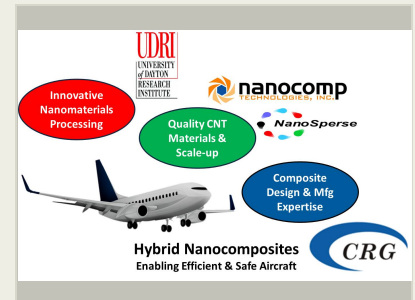 UDRI
UNIVERSITY
of DAYTON
RESEARCH
INSTITUTE
nanocomp
TECHNOLOGIES, INC.
Innovative
Nanomaterials
Processing
NanoSperse
Quality CNT
Materials &
Scale-up
Composite
Design & Mfg
Expertise
Hybrid Nanocomposites
Enabling Efficient & Safe Aircraft
CRG